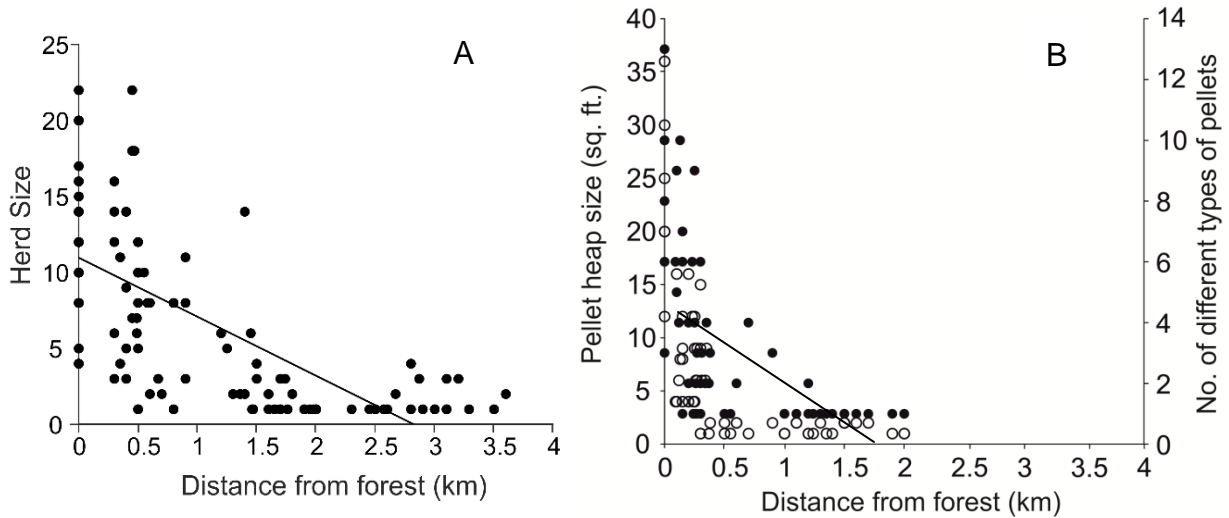 A
25
20
15
10
5
0
Herd Size
0 0.5 1 1.5 2 2.5 3 3.5 4
Distance from forest (km)
B
40
35
30
25
20
15
10
5
0
Pellet heap size (sq. ft.)
14
12
10
8
6
4
2
0
No. of different types of pellets
0 0.5 1 1.5 2 2.5 3 3.5 4
Distance from forest (km)